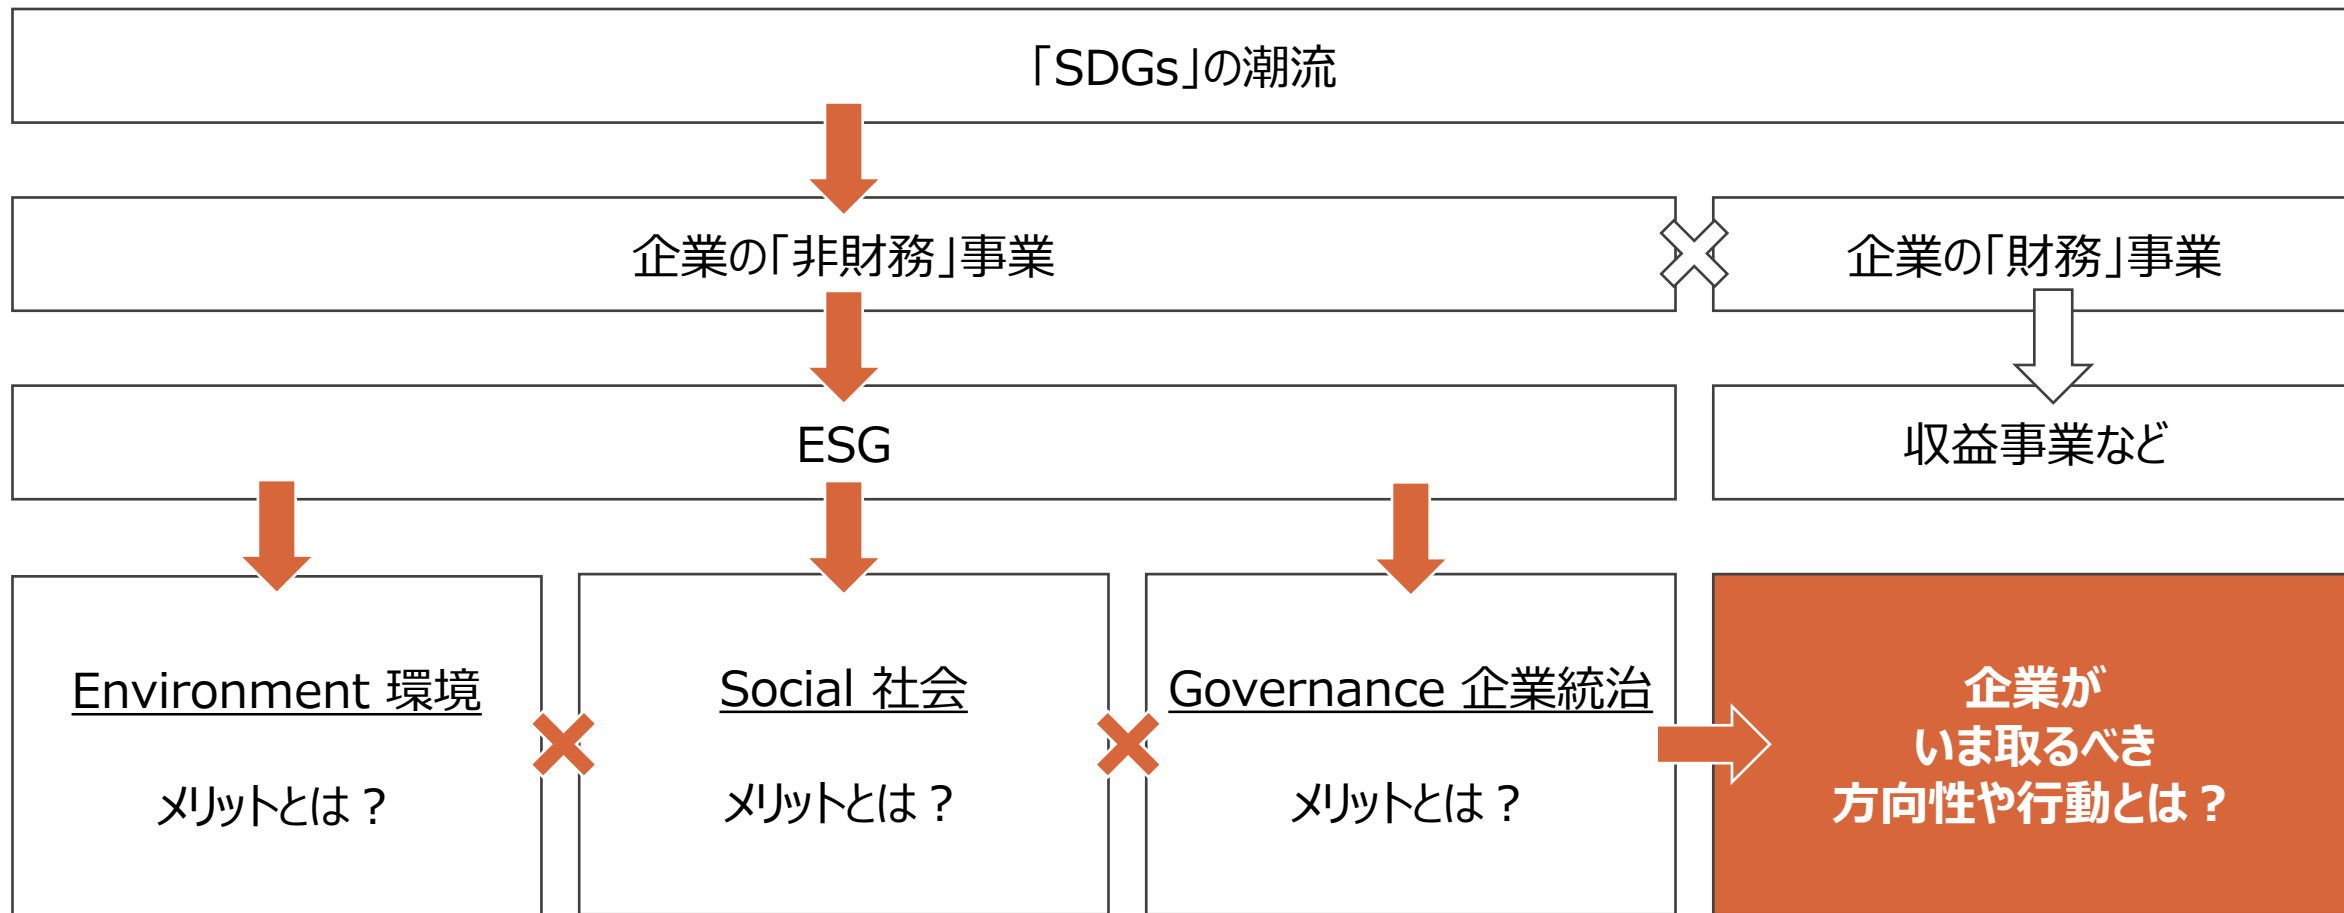 「SDGs」の潮流
企業の「非財務」事業
企業の「財務」事業
ESG
収益事業など
Environment 環境
メリットとは？
Social 社会
メリットとは？
Governance 企業統治
メリットとは？
企業が
いま取るべき
方向性や行動とは？